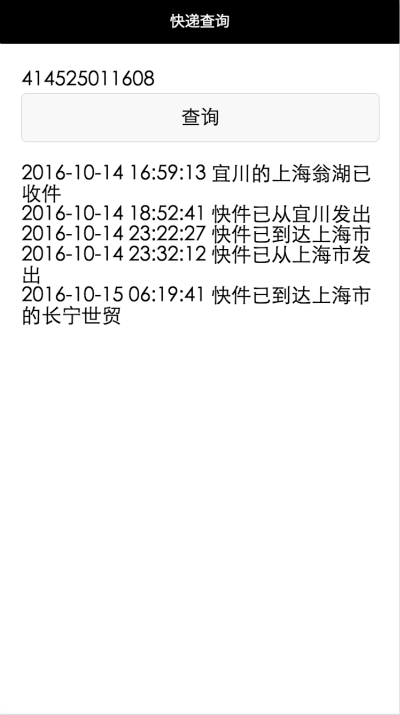 快递查询
414525011608
查询
2016-10-14 16:59:13 宜川的上海翁湖已
收件
2016-10-14 18:52:41 快件已从宜川发出
2016-10-14 23:22:27 快件已到达上海市
2016-10-14 23:32:12 快件已从上海市发
出
2016-10-15 06:19:41 快件已到达上海市
的长宁世贸